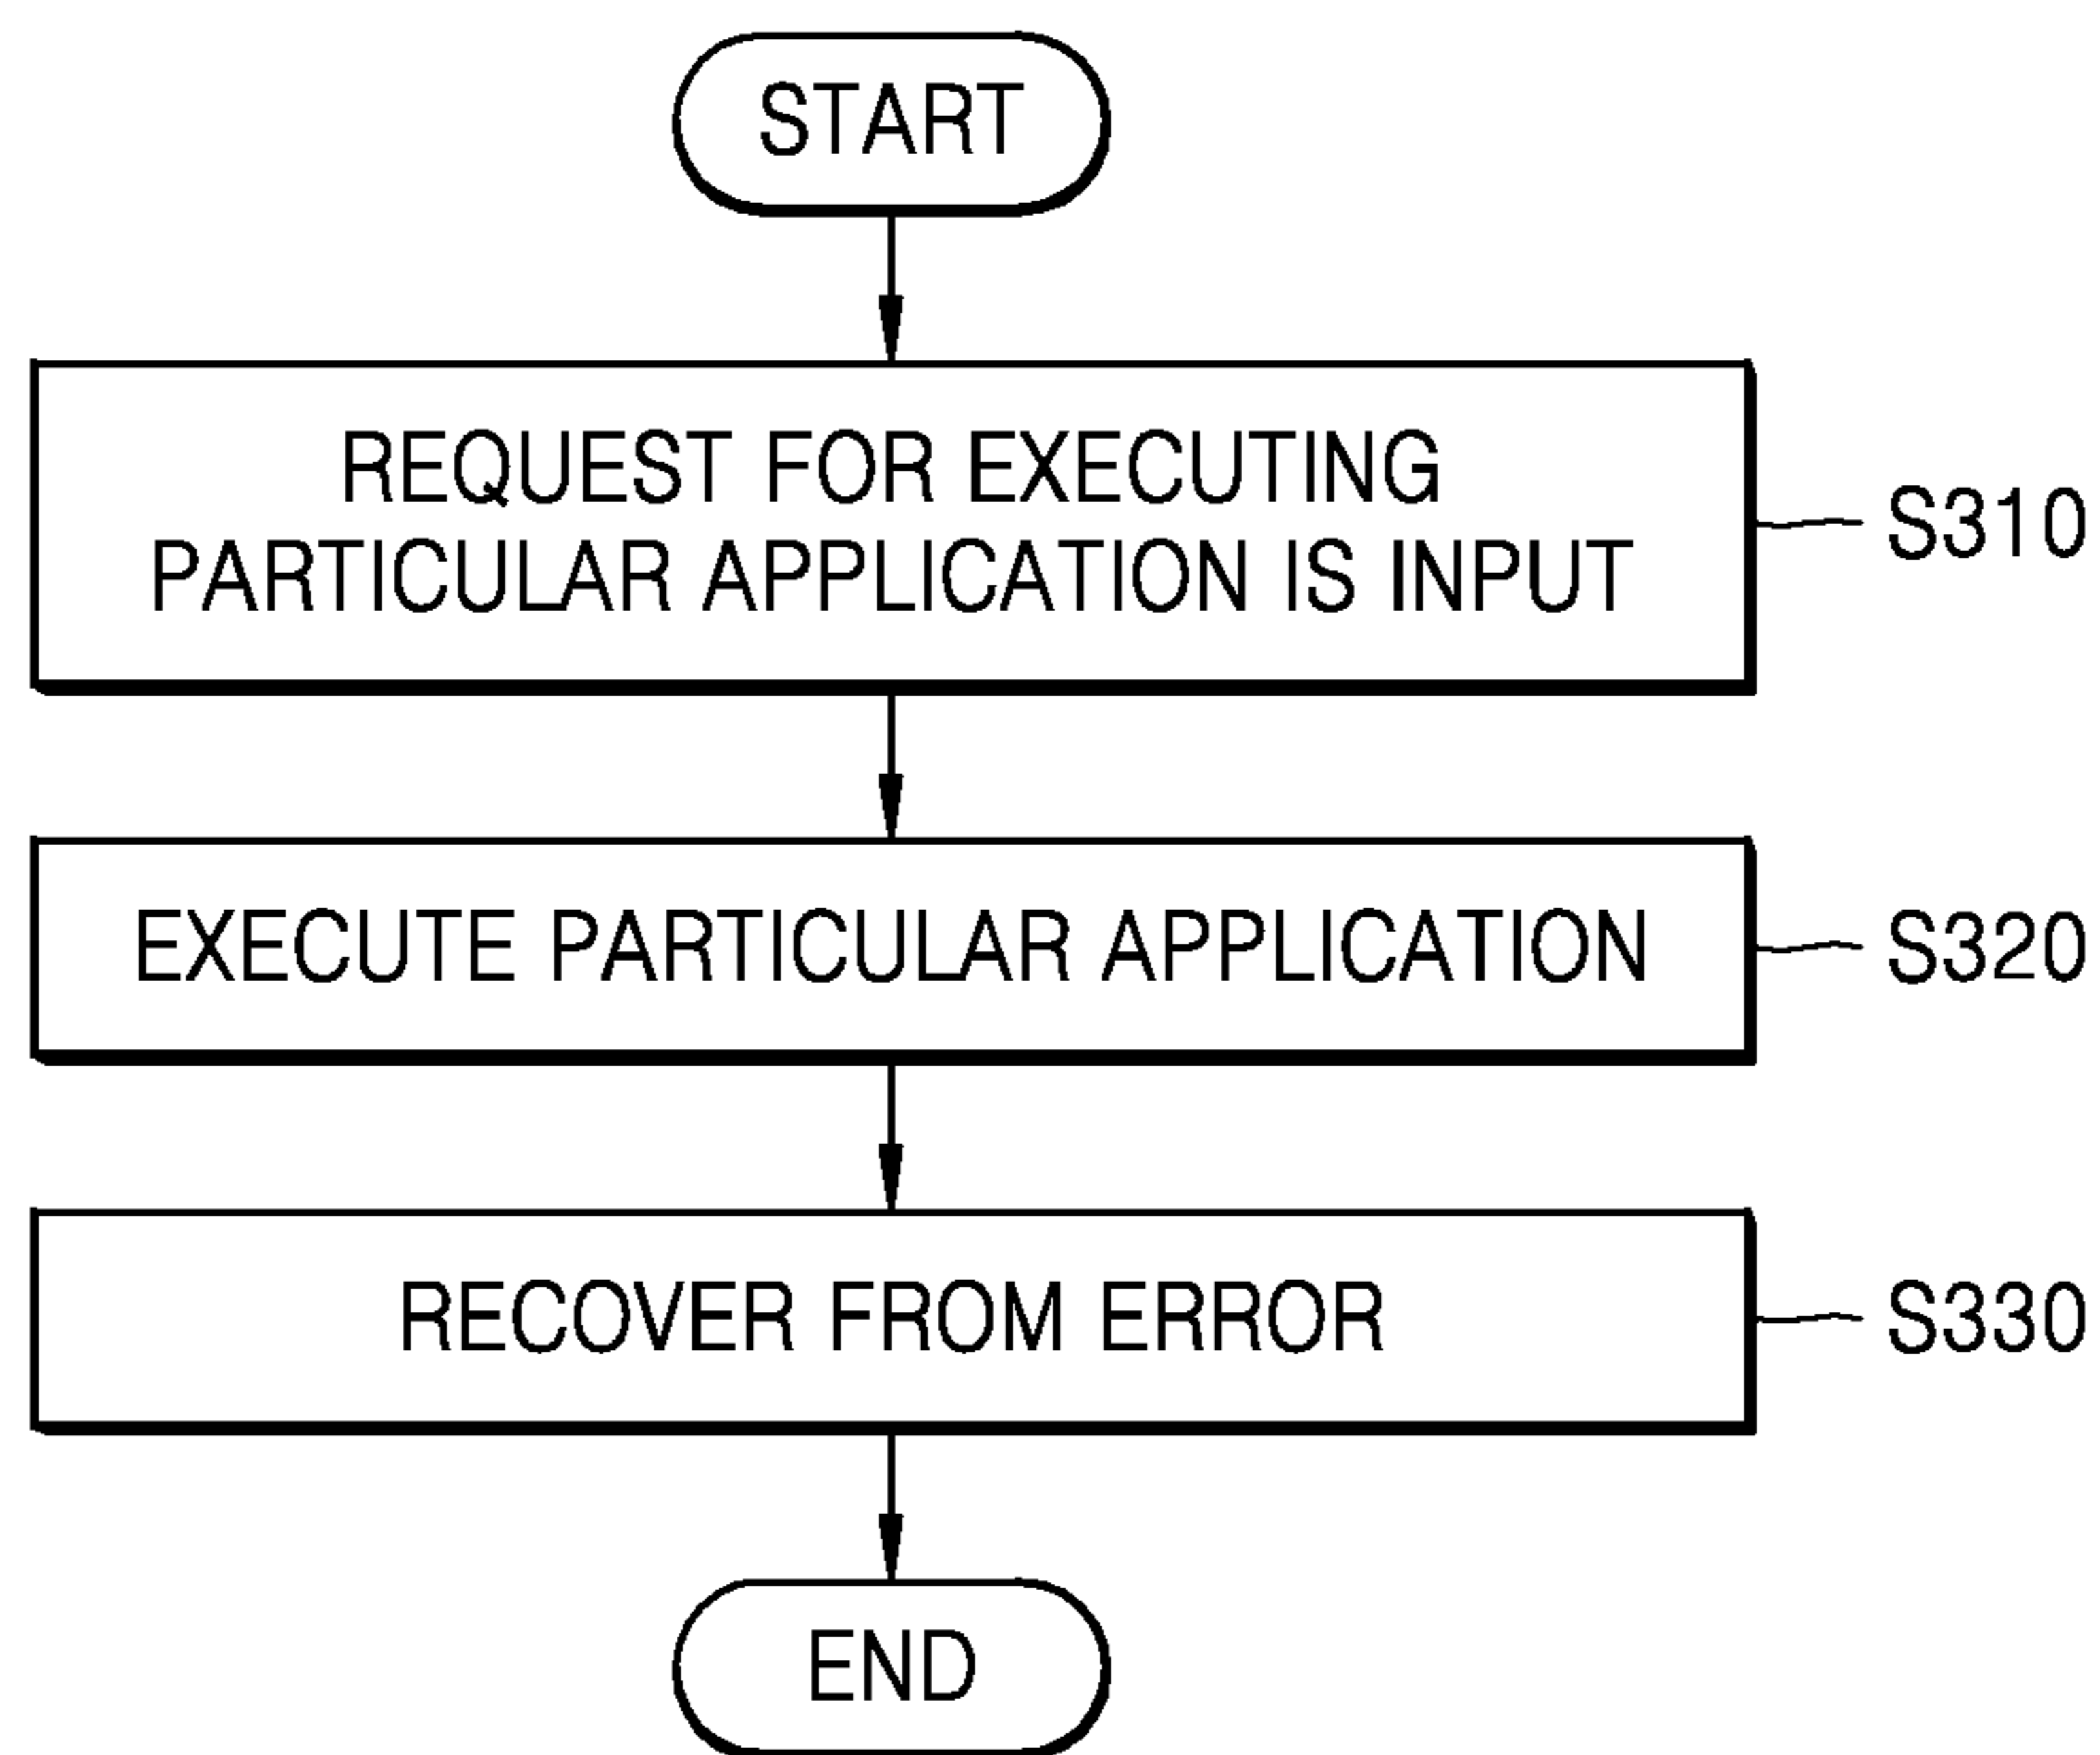 START
REQUEST FOR EXECUTING
PARTICULAR APPLICATION IS INPUT
S310
EXECUTE PARTICULAR APPLICATION
S320
RECOVER FROM ERROR
S330
END